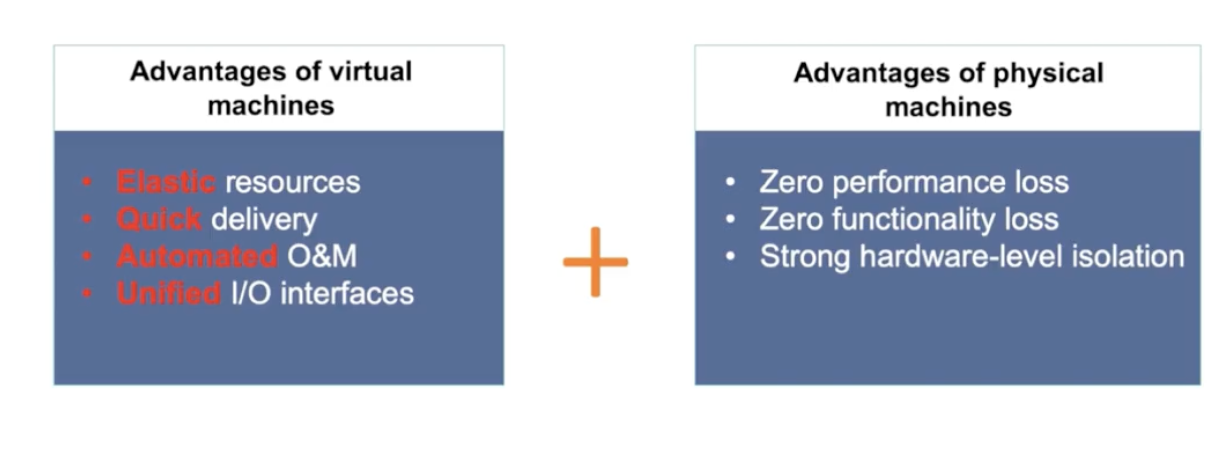 Advantages of virtual
machines
• Elastic resources
• Quick delivery
• Automated O&M
• Unified I/O interfaces
+
Advantages of physical
machines
• Zero performance loss
• Zero functionality loss
• Strong hardware-level isolation